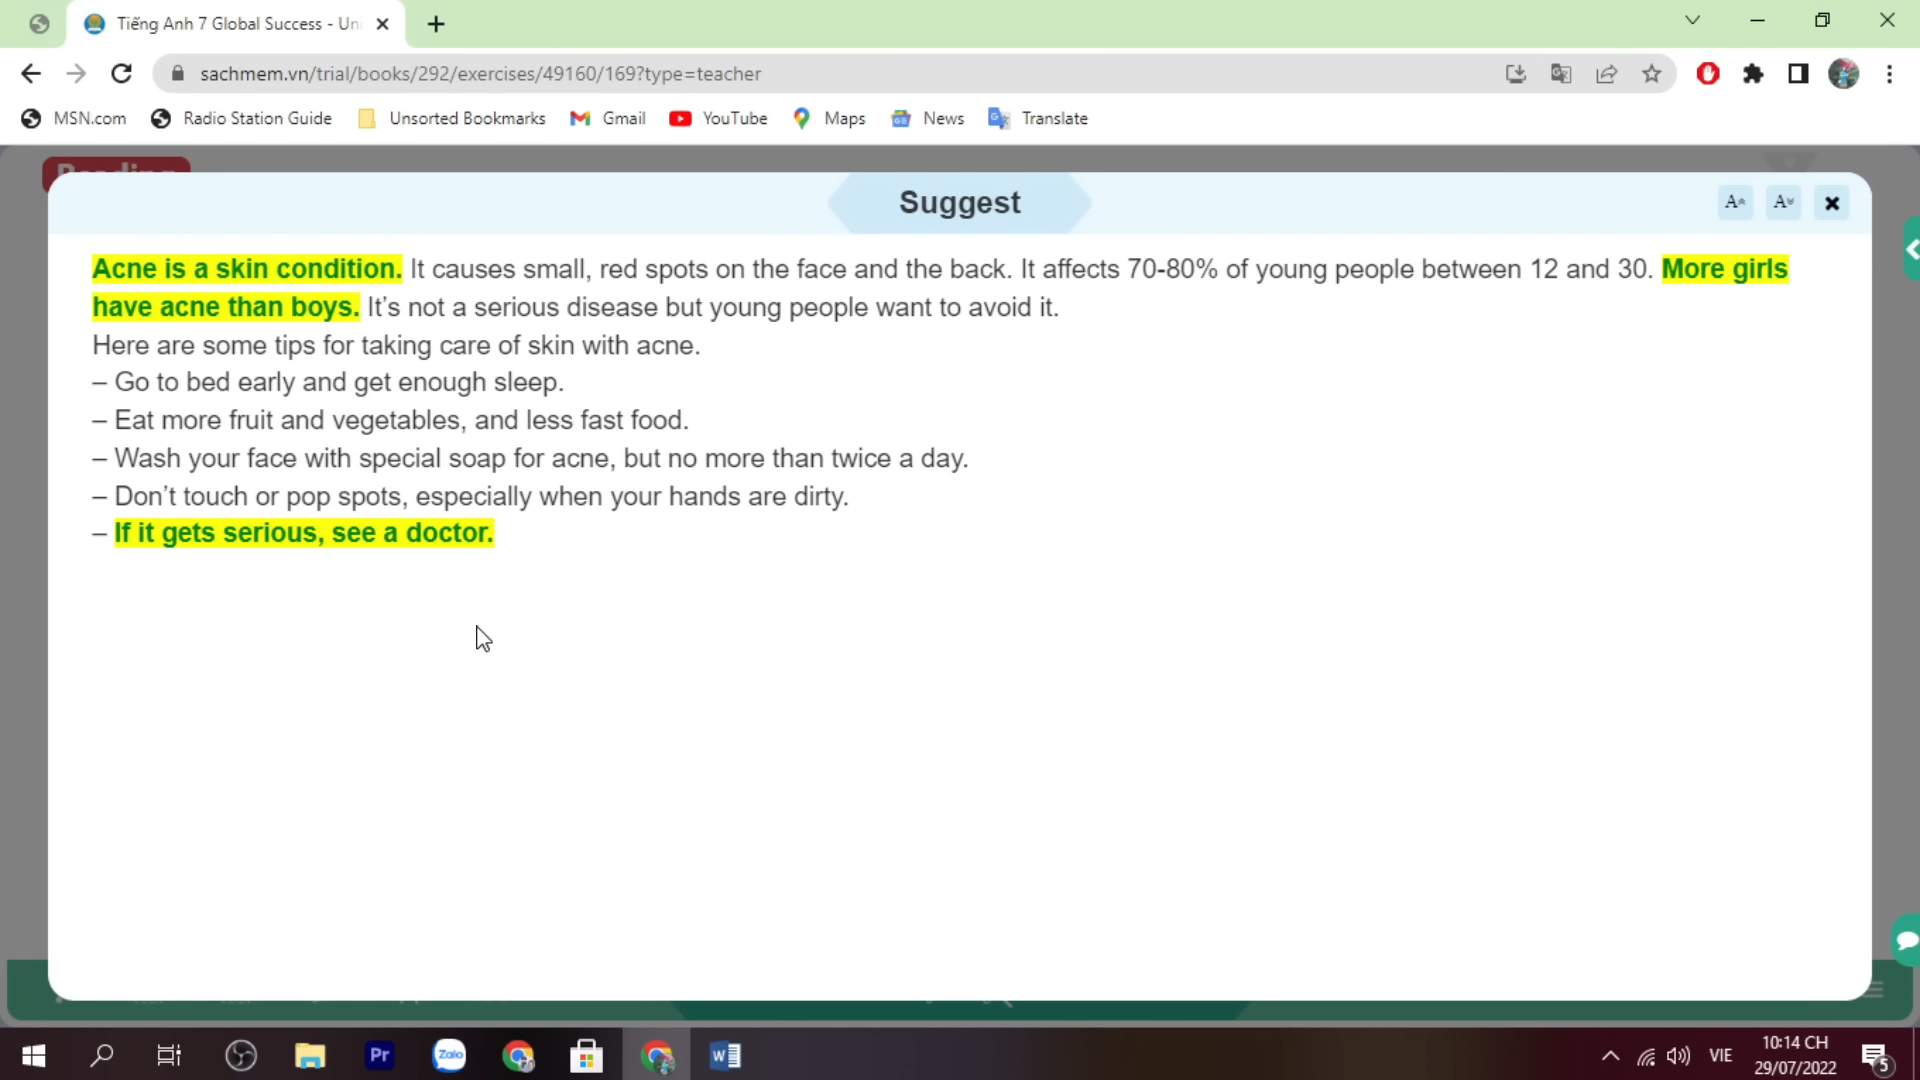 Tiếng Anh 7 Global Success - Uni
sachmem.vn/trial/books/292/exercises/49160/169?type=teacher
MSN.com Radio Station Guide Unsorted Bookmarks Gmail YouTube Maps News Translate
Reading
Suggest
A A
Acne is a skin condition. It causes small, red spots on the face and the back. It affects 70-80% of young people between 12 and 30. More girls
have acne than boys. It’s not a serious disease but young people want to avoid it.
Here are some tips for taking care of skin with acne.
– Go to bed early and get enough sleep.
– Eat more fruit and vegetables, and less fast food.
– Wash your face with special soap for acne, but no more than twice a day.
– Don’t touch or pop spots, especially when your hands are dirty.
– If it gets serious, see a doctor.
Pr Zalo W VIE
10:14 CH
29/07/2022
5